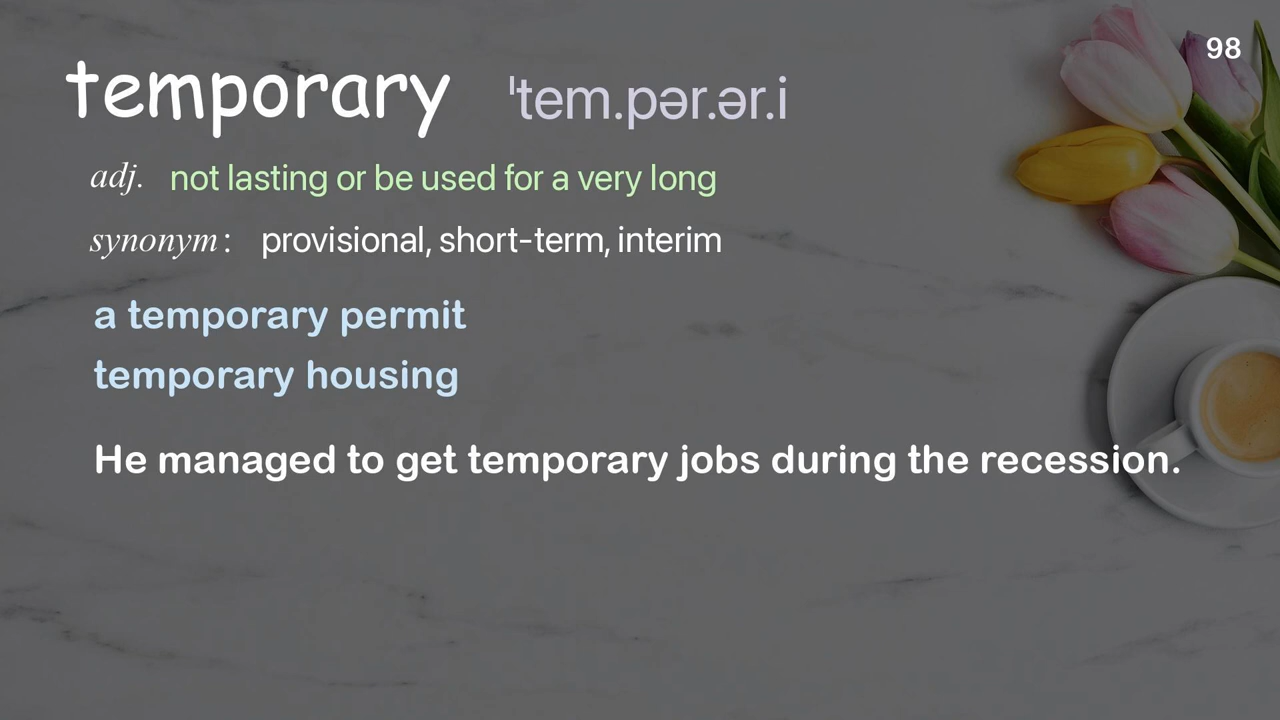 98
temporary ˈtem.pər.ər.i
adj. not lasting or be used for a very long
synonym: provisional, short-term, interim
a temporary permit
temporary housing
He managed to get temporary jobs during the recession.